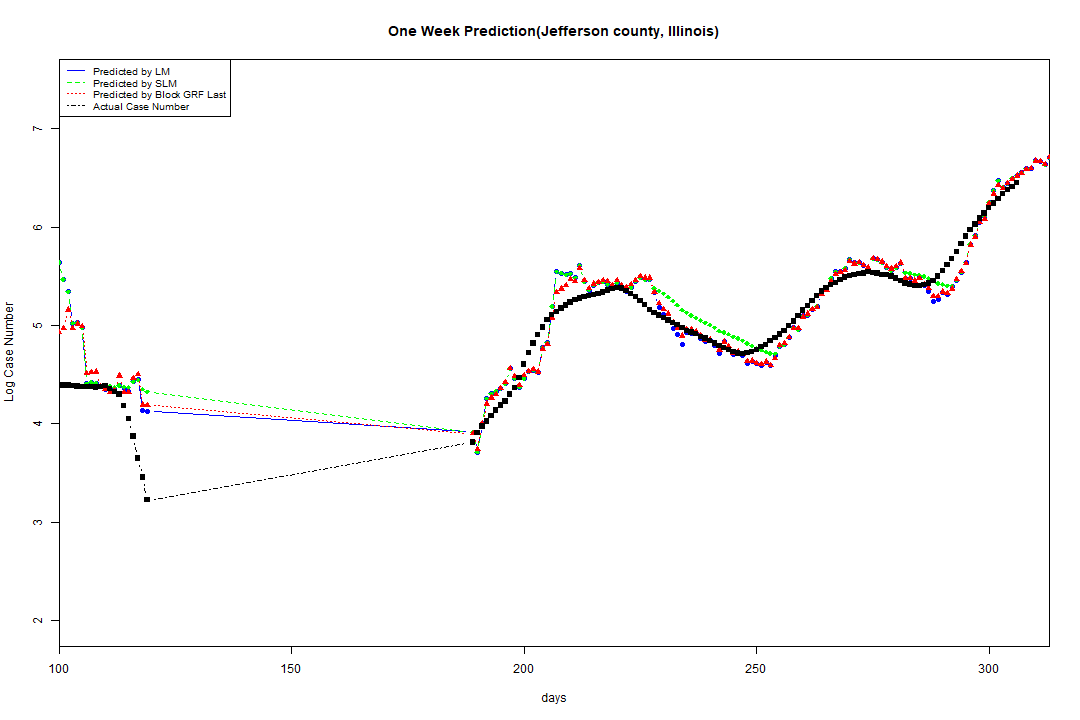 One Week Prediction(Jefferson county, Illinois)
Predicted by LM
Predicted by SLM
Predicted by Block GRF Last
Actual Case Number
Log Case Number
7
6
5
4
3
2
100 150 200 250 300
days